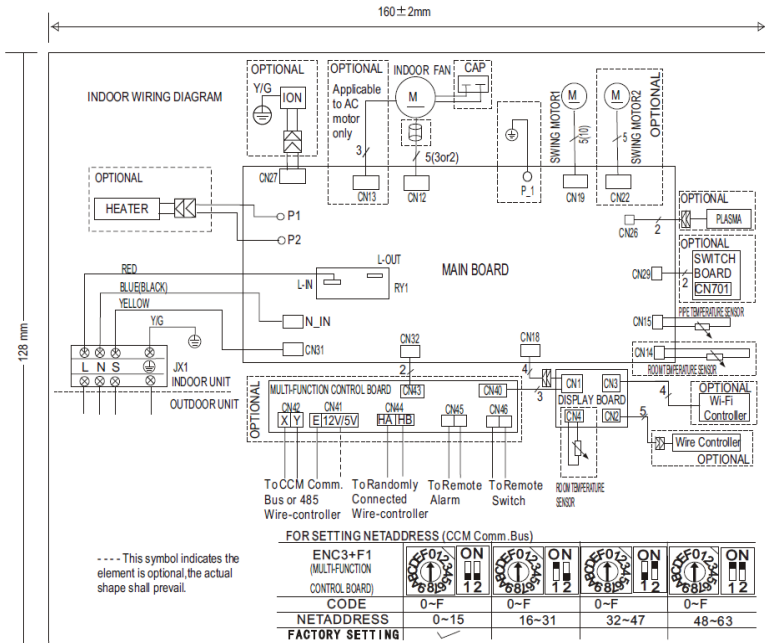 160±2mm
128 mm
INDOOR WIRING DIAGRAM
OPTIONAL
Y/G
ION
CN27
OPTIONAL
Applicable
to AC
motor
only
3
CN13
INDOOR FAN
M
CAP
5(3or2)
CN12
P_1
SWING MOTOR1
M
5(10)
CN19
SWING MOTOR2
M
5
CN22
OPTIONAL
OPTIONAL
HEATER
P1
P2
OPTIONAL
PLASMA
CN26
2
OPTIONAL
SWITCH
BOARD
CN701
CN29
2
L-OUT
L-IN
RY1
MAIN BOARD
RED
BLUE(BLACK)
YELLOW
Y/G
N_IN
CN31
CN15
PIPE TEMPERATURE SENSOR
CN14
ROOM TEMPERATURE SENSOR
L N S
JX1
INDOOR UNIT
OUTDOOR UNIT
CN32
2
CN18
4
OPTIONAL
MULTI-FUNCTION CONTROL BOARD
CN43
CN40
3
CN42
X Y
CN41
E 12V/5V
CN44
HA HB
CN45
CN46
CN1
CN3
DISPLAY BOARD
CN4
CN2
4
OPTIONAL
Wi-Fi
Controller
5
Wire Controller
OPTIONAL
ROOM TEMPERATURE
SENSOR
To CCM Comm.
Bus or 485
Wire-controller
To Randomly
Connected
Wire-controller
To Remote
Alarm
To Remote
Switch
FOR SETTING NETADDRESS (CCM Comm.Bus)
---- This symbol indicates the
element is optional,the actual
shape shall prevail.
ENC3+F1
(MULTI-FUNCTION
CONTROL BOARD)
0123456789ABCDEF ON 1 2
0123456789ABCDEF ON 1 2
0123456789ABCDEF ON 1 2
0123456789ABCDEF ON 1 2
CODE 0~F 0~F 0~F 0~F
NETADDRESS 0~15 16~31 32~47 48~63
FACTORY SETTING